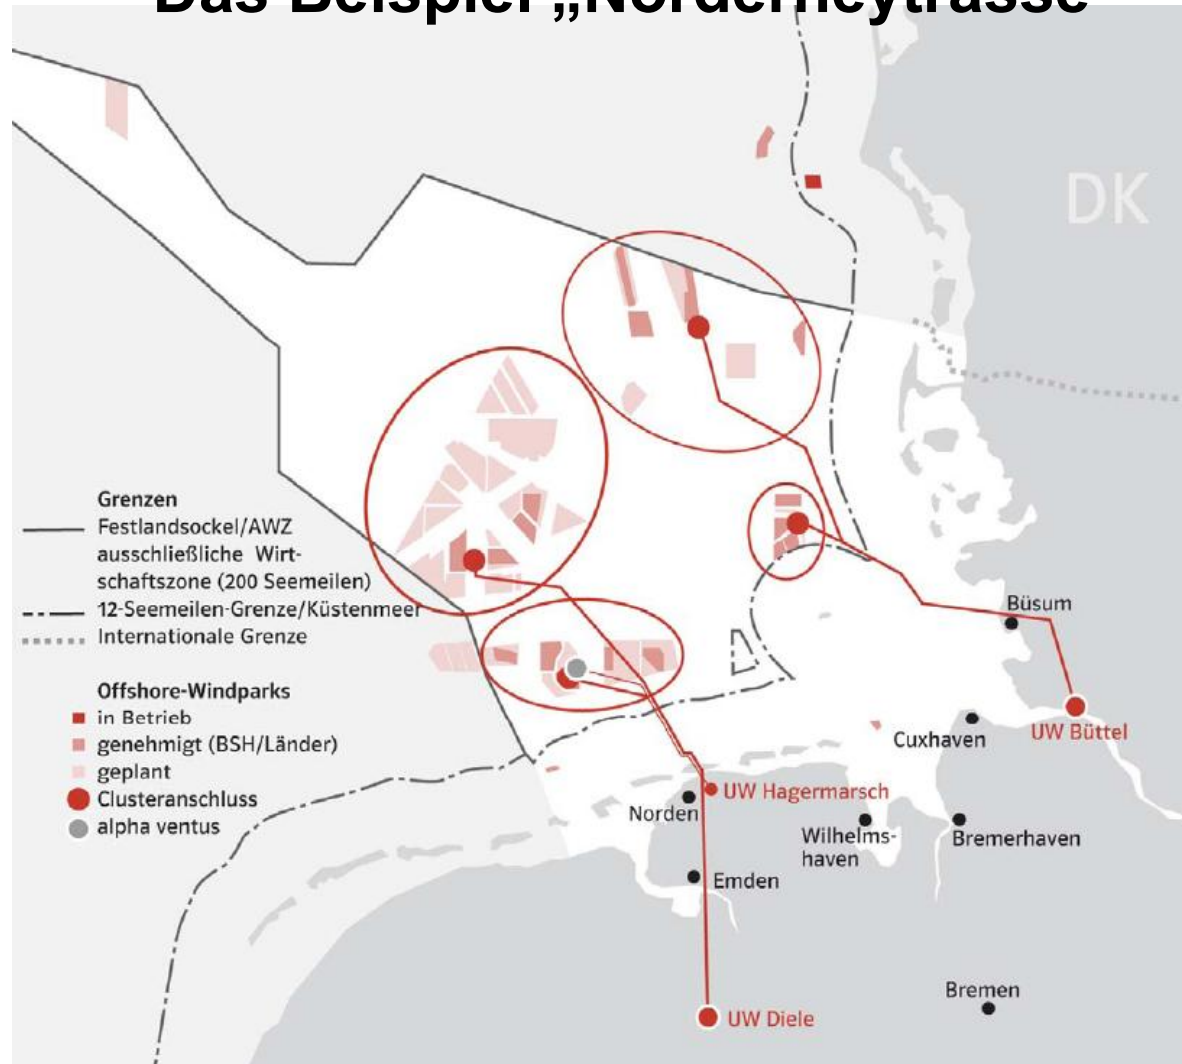 Das Beispiel „Norderneytrasse“
DK
Grenzen
Festlandsockel/AWZ
ausschließliche Wirt-
schaftszone (200 Seemeilen)
12-Seemeilen-Grenze/Küstenmeer
Internationale Grenze
Offshore-Windparks
in Betrieb
genehmigt (BSH/Länder)
geplant
Clusteranschluss
alpha ventus
Büsum
UW Büttel
Cuxhaven
UW Hagermarsch
Norden
Wilhelms-
haven
Bremerhaven
Emden
Bremen
UW Diele